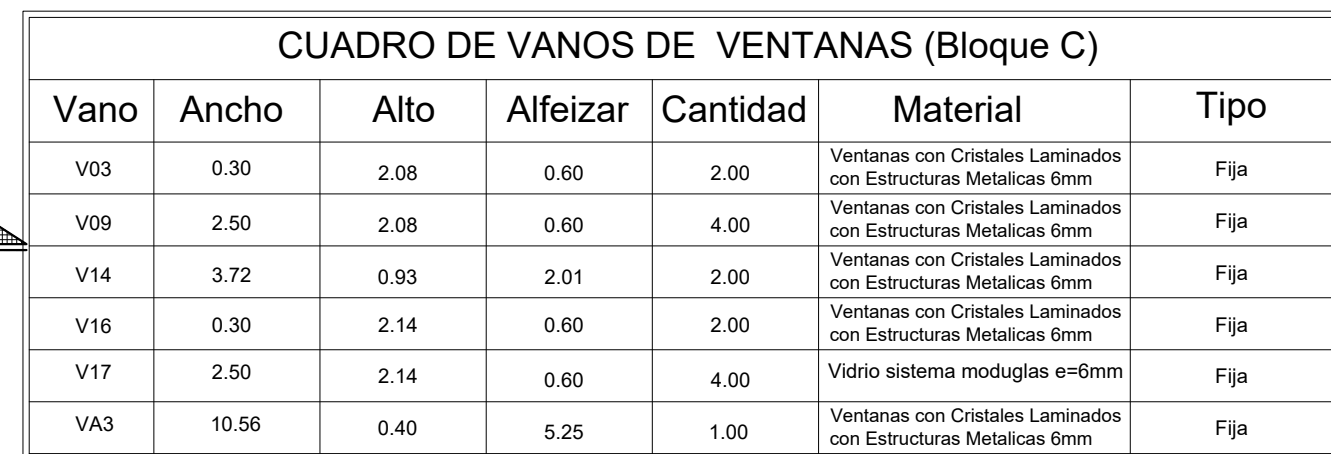 CUADRO DE VANOS DE VENTANAS (Bloque C)
Vano Ancho Alto Alfeizar Cantidad Material Tipo
V03 0.30 2.08 0.60 2.00 Ventanas con Cristales Laminados
con Estructuras Metalicas 6mm Fija
V09 2.50 2.08 0.60 4.00 Ventanas con Cristales Laminados
con Estructuras Metalicas 6mm Fija
V14 3.72 0.93 2.01 2.00 Ventanas con Cristales Laminados
con Estructuras Metalicas 6mm Fija
V16 0.30 2.14 0.60 2.00 Ventanas con Cristales Laminados
con Estructuras Metalicas 6mm Fija
V17 2.50 2.14 0.60 4.00 Vidrio sistema moduglas e=6mm Fija
VA3 10.56 0.40 5.25 1.00 Ventanas con Cristales Laminados
con Estructuras Metalicas 6mm Fija